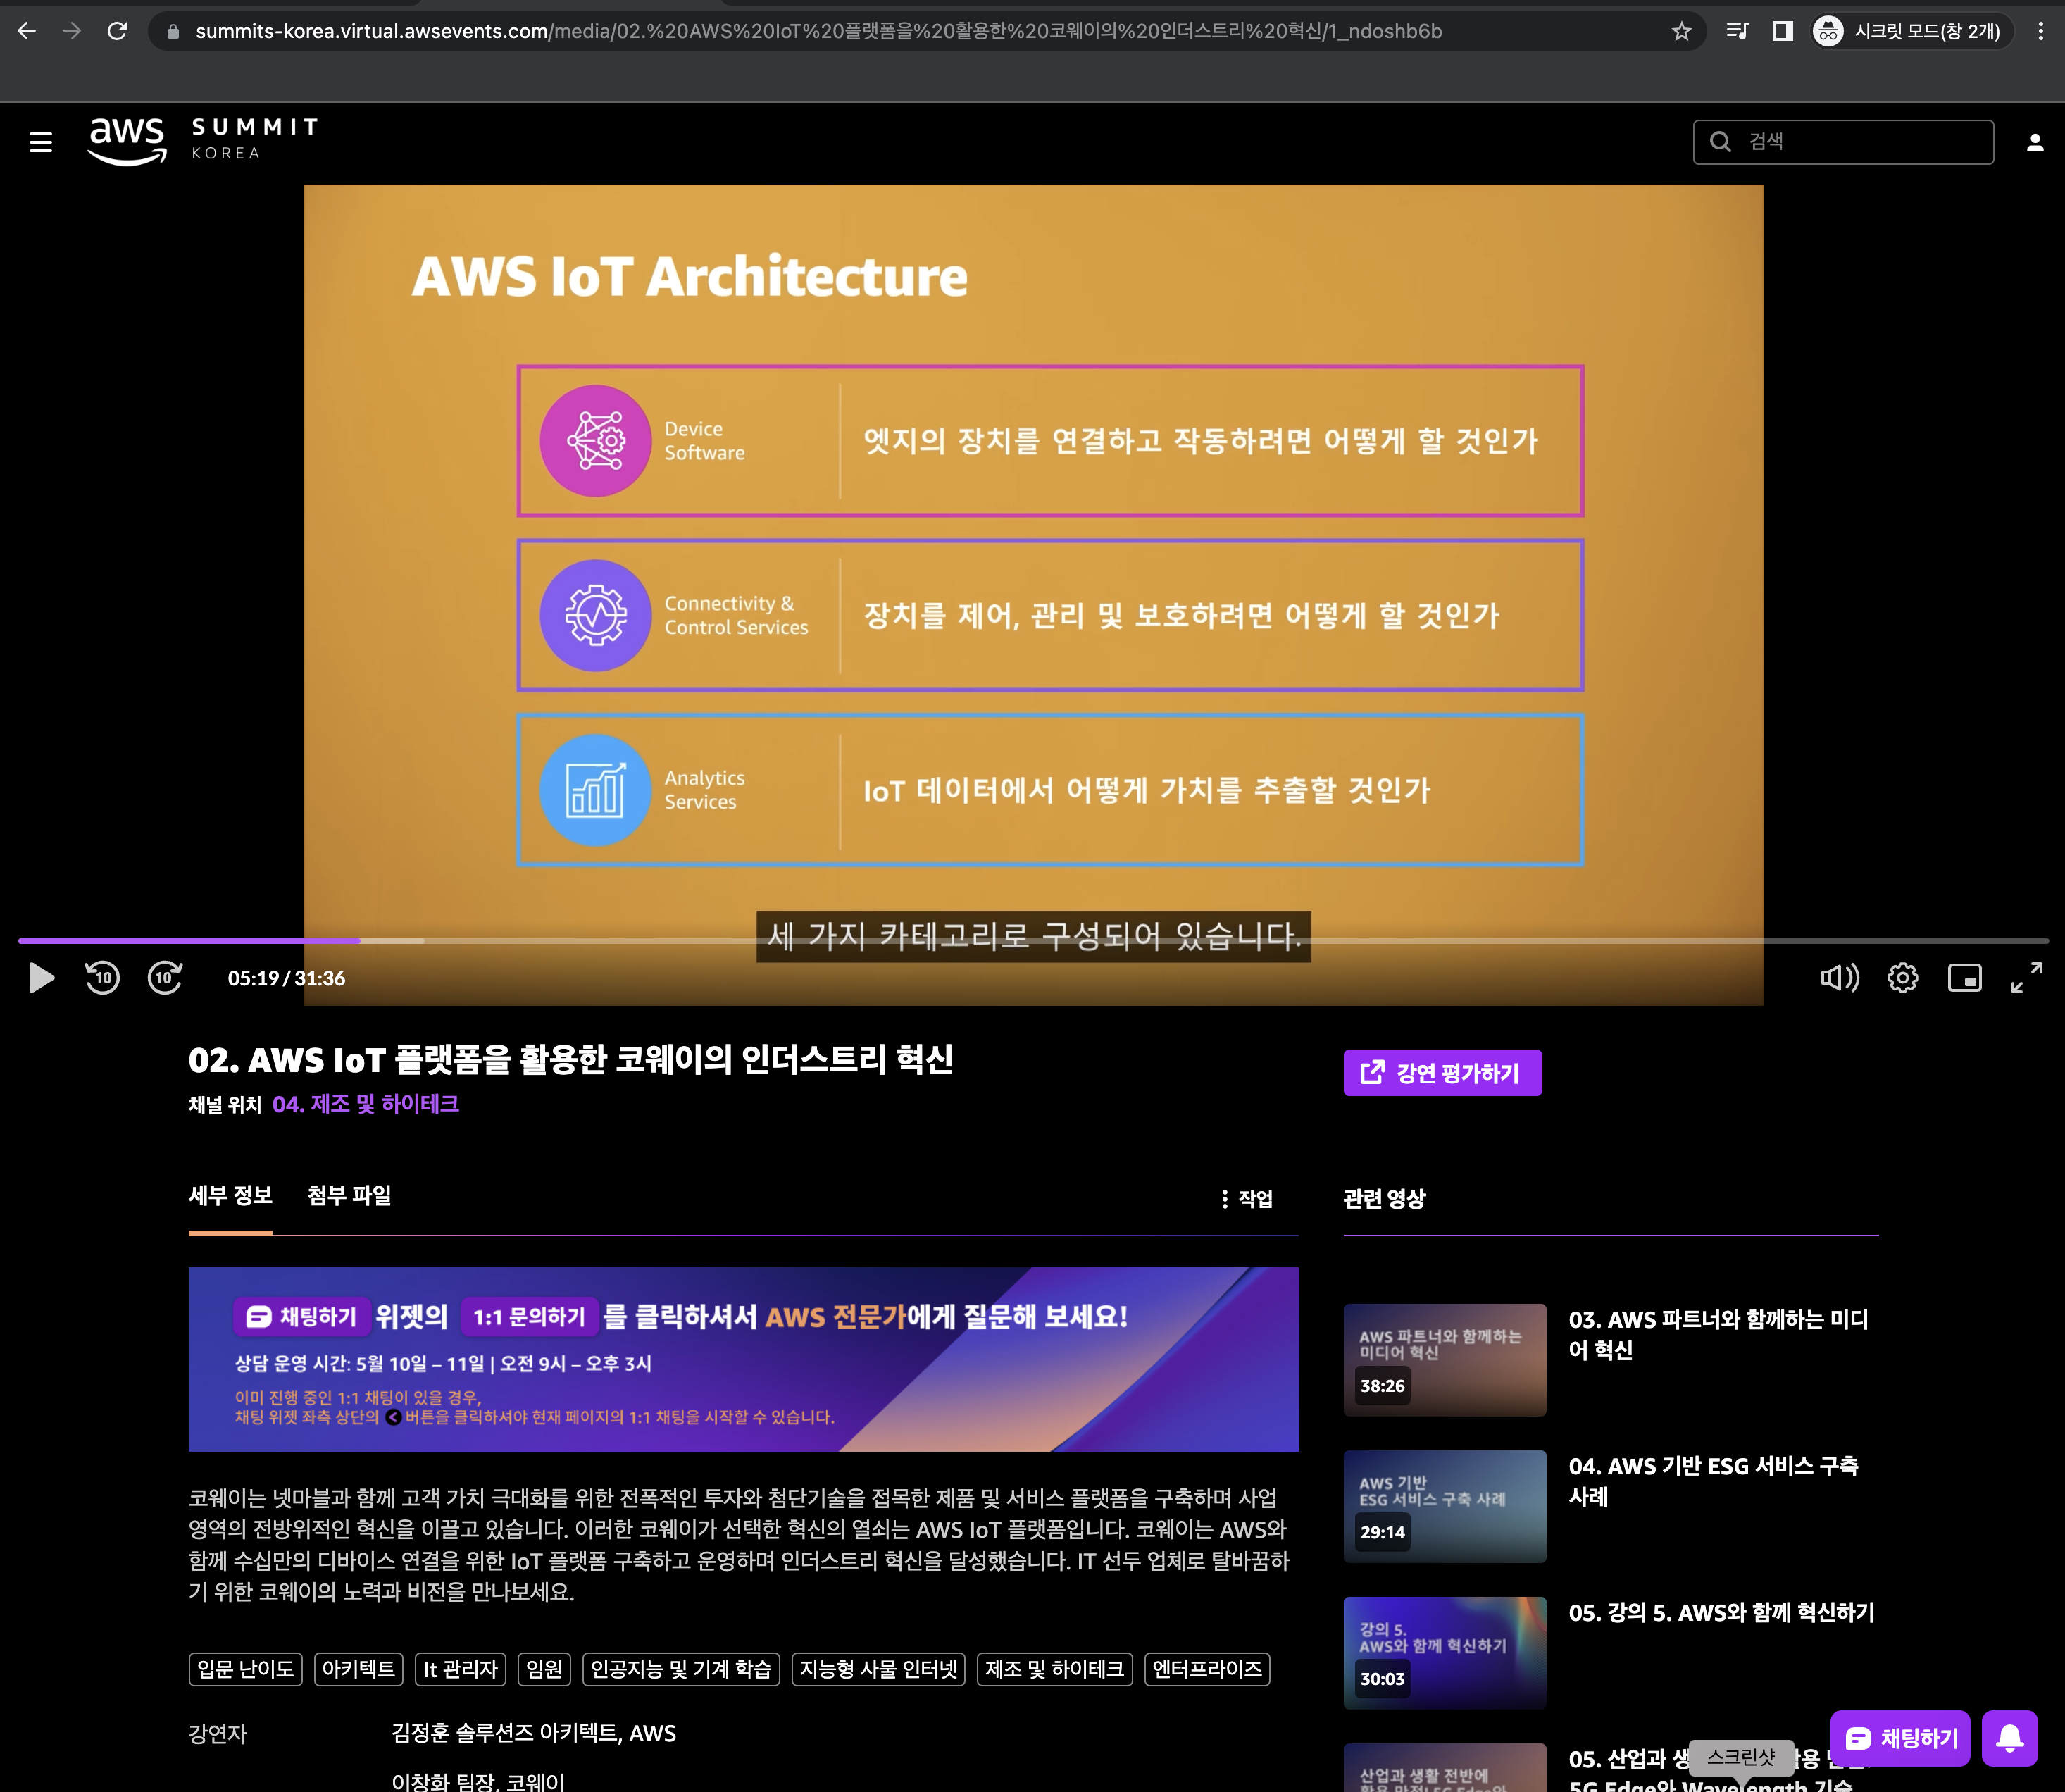 summits-korea.virtual.awsevents.com/media/02.%20AWS%20IoT%20플랫폼을%20활용한%20코웨이의%20인더스트리%20혁신/1_ndoshb6b
시크릿 모드(창 2개)
aws
SUMMIT
KOREA
검색
AWS IoT Architecture
Device
Software
엣지의 장치를 연결하고 작동하려면 어떻게 할 것인가
Connectivity &
Control Services
장치를 제어, 관리 및 보호하려면 어떻게 할 것인가
Analytics
Services
IoT 데이터에서 어떻게 가치를 추출할 것인가
세 가지 카테고리로 구성되어 있습니다.
10
10
05:19 / 31:36
02. AWS IoT 플랫폼을 활용한 코웨이의 인더스트리 혁신
채널 위치 04. 제조 및 하이테크
강연 평가하기
세부 정보
첨부 파일
작업
채팅하기 위젯의 1:1 문의하기 를 클릭하셔서 AWS 전문가에게 질문해 보세요!
상담 운영 시간: 5월 10일 – 11일 | 오전 9시 – 오후 3시
이미 진행 중인 1:1 채팅이 있을 경우,
채팅 위젯 좌측 상단의 < 버튼을 클릭하셔야 현재 페이지의 1:1 채팅을 시작할 수 있습니다.
코웨이는 넷마블과 함께 고객 가치 극대화를 위한 전폭적인 투자와 첨단기술을 접목한 제품 및 서비스 플랫폼을 구축하며 사업
영역의 전방위적인 혁신을 이끌고 있습니다. 이러한 코웨이가 선택한 혁신의 열쇠는 AWS IoT 플랫폼입니다. 코웨이는 AWS와
함께 수십만의 디바이스 연결을 위한 IoT 플랫폼 구축하고 운영하며 인더스트리 혁신을 달성했습니다. IT 선두 업체로 탈바꿈하
기 위한 코웨이의 노력과 비전을 만나보세요.
입문 난이도
아키텍트
It 관리자
임원
인공지능 및 기계 학습
지능형 사물 인터넷
제조 및 하이테크
엔터프라이즈
강연자
김정훈 솔루션즈 아키텍트, AWS
이창화 팀장, 코웨이
관련 영상
AWS 파트너와 함께하는
미디어 혁신
38:26
03. AWS 파트너와 함께하는 미디
어 혁신
AWS 기반
ESG 서비스 구축 사례
29:14
04. AWS 기반 ESG 서비스 구축
사례
강의 5.
AWS와 함께 혁신하기
30:03
05. 강의 5. AWS와 함께 혁신하기
산업과 생활 전반에
05. 산업과
5G Edge와 Wavelength 기술
스크린샷
채팅하기